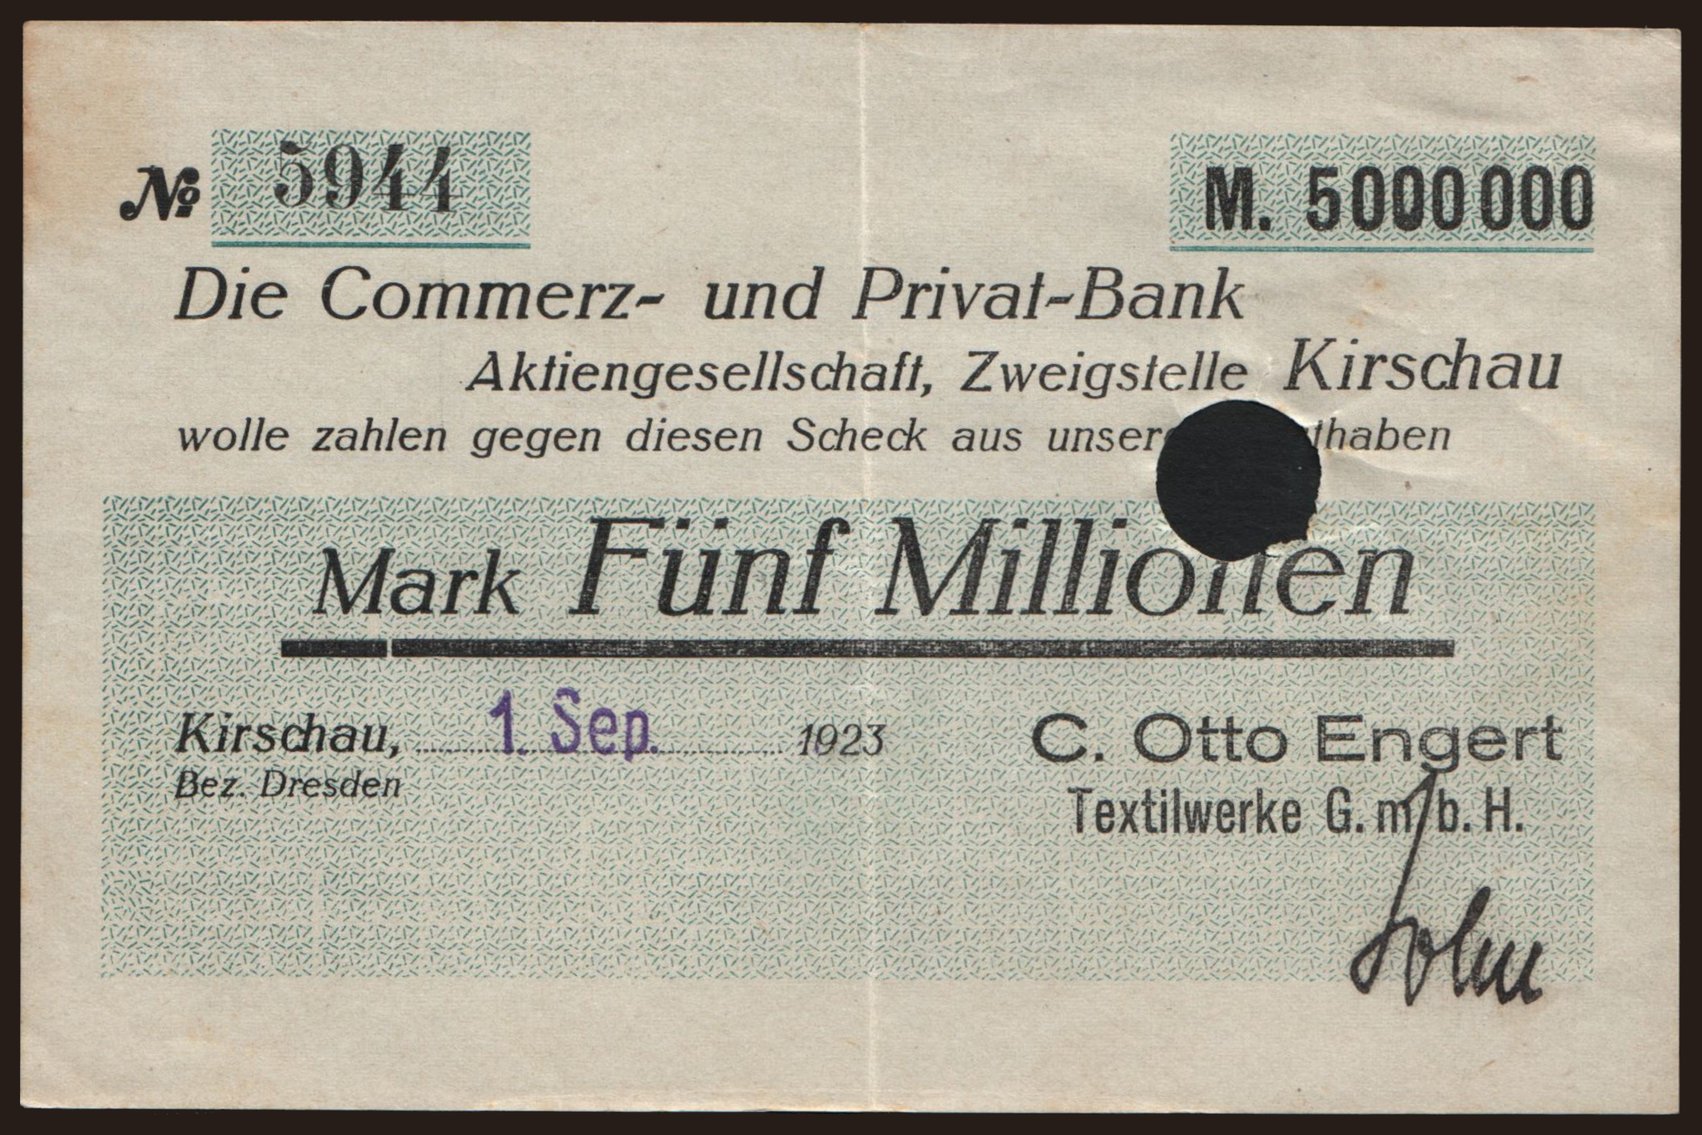 № 5944
M. 5000000
Die Commerz- und Privat-Bank
Aktiengesellschaft, Zweigstelle Kirschau
wolle zahlen gegen diesen Scheck aus
Mark Fünf Millionen
Kirschau, 1. Sep. 1923
Bez. Dresden
C. Otto Engert
Textilwerke G. m. b. H.